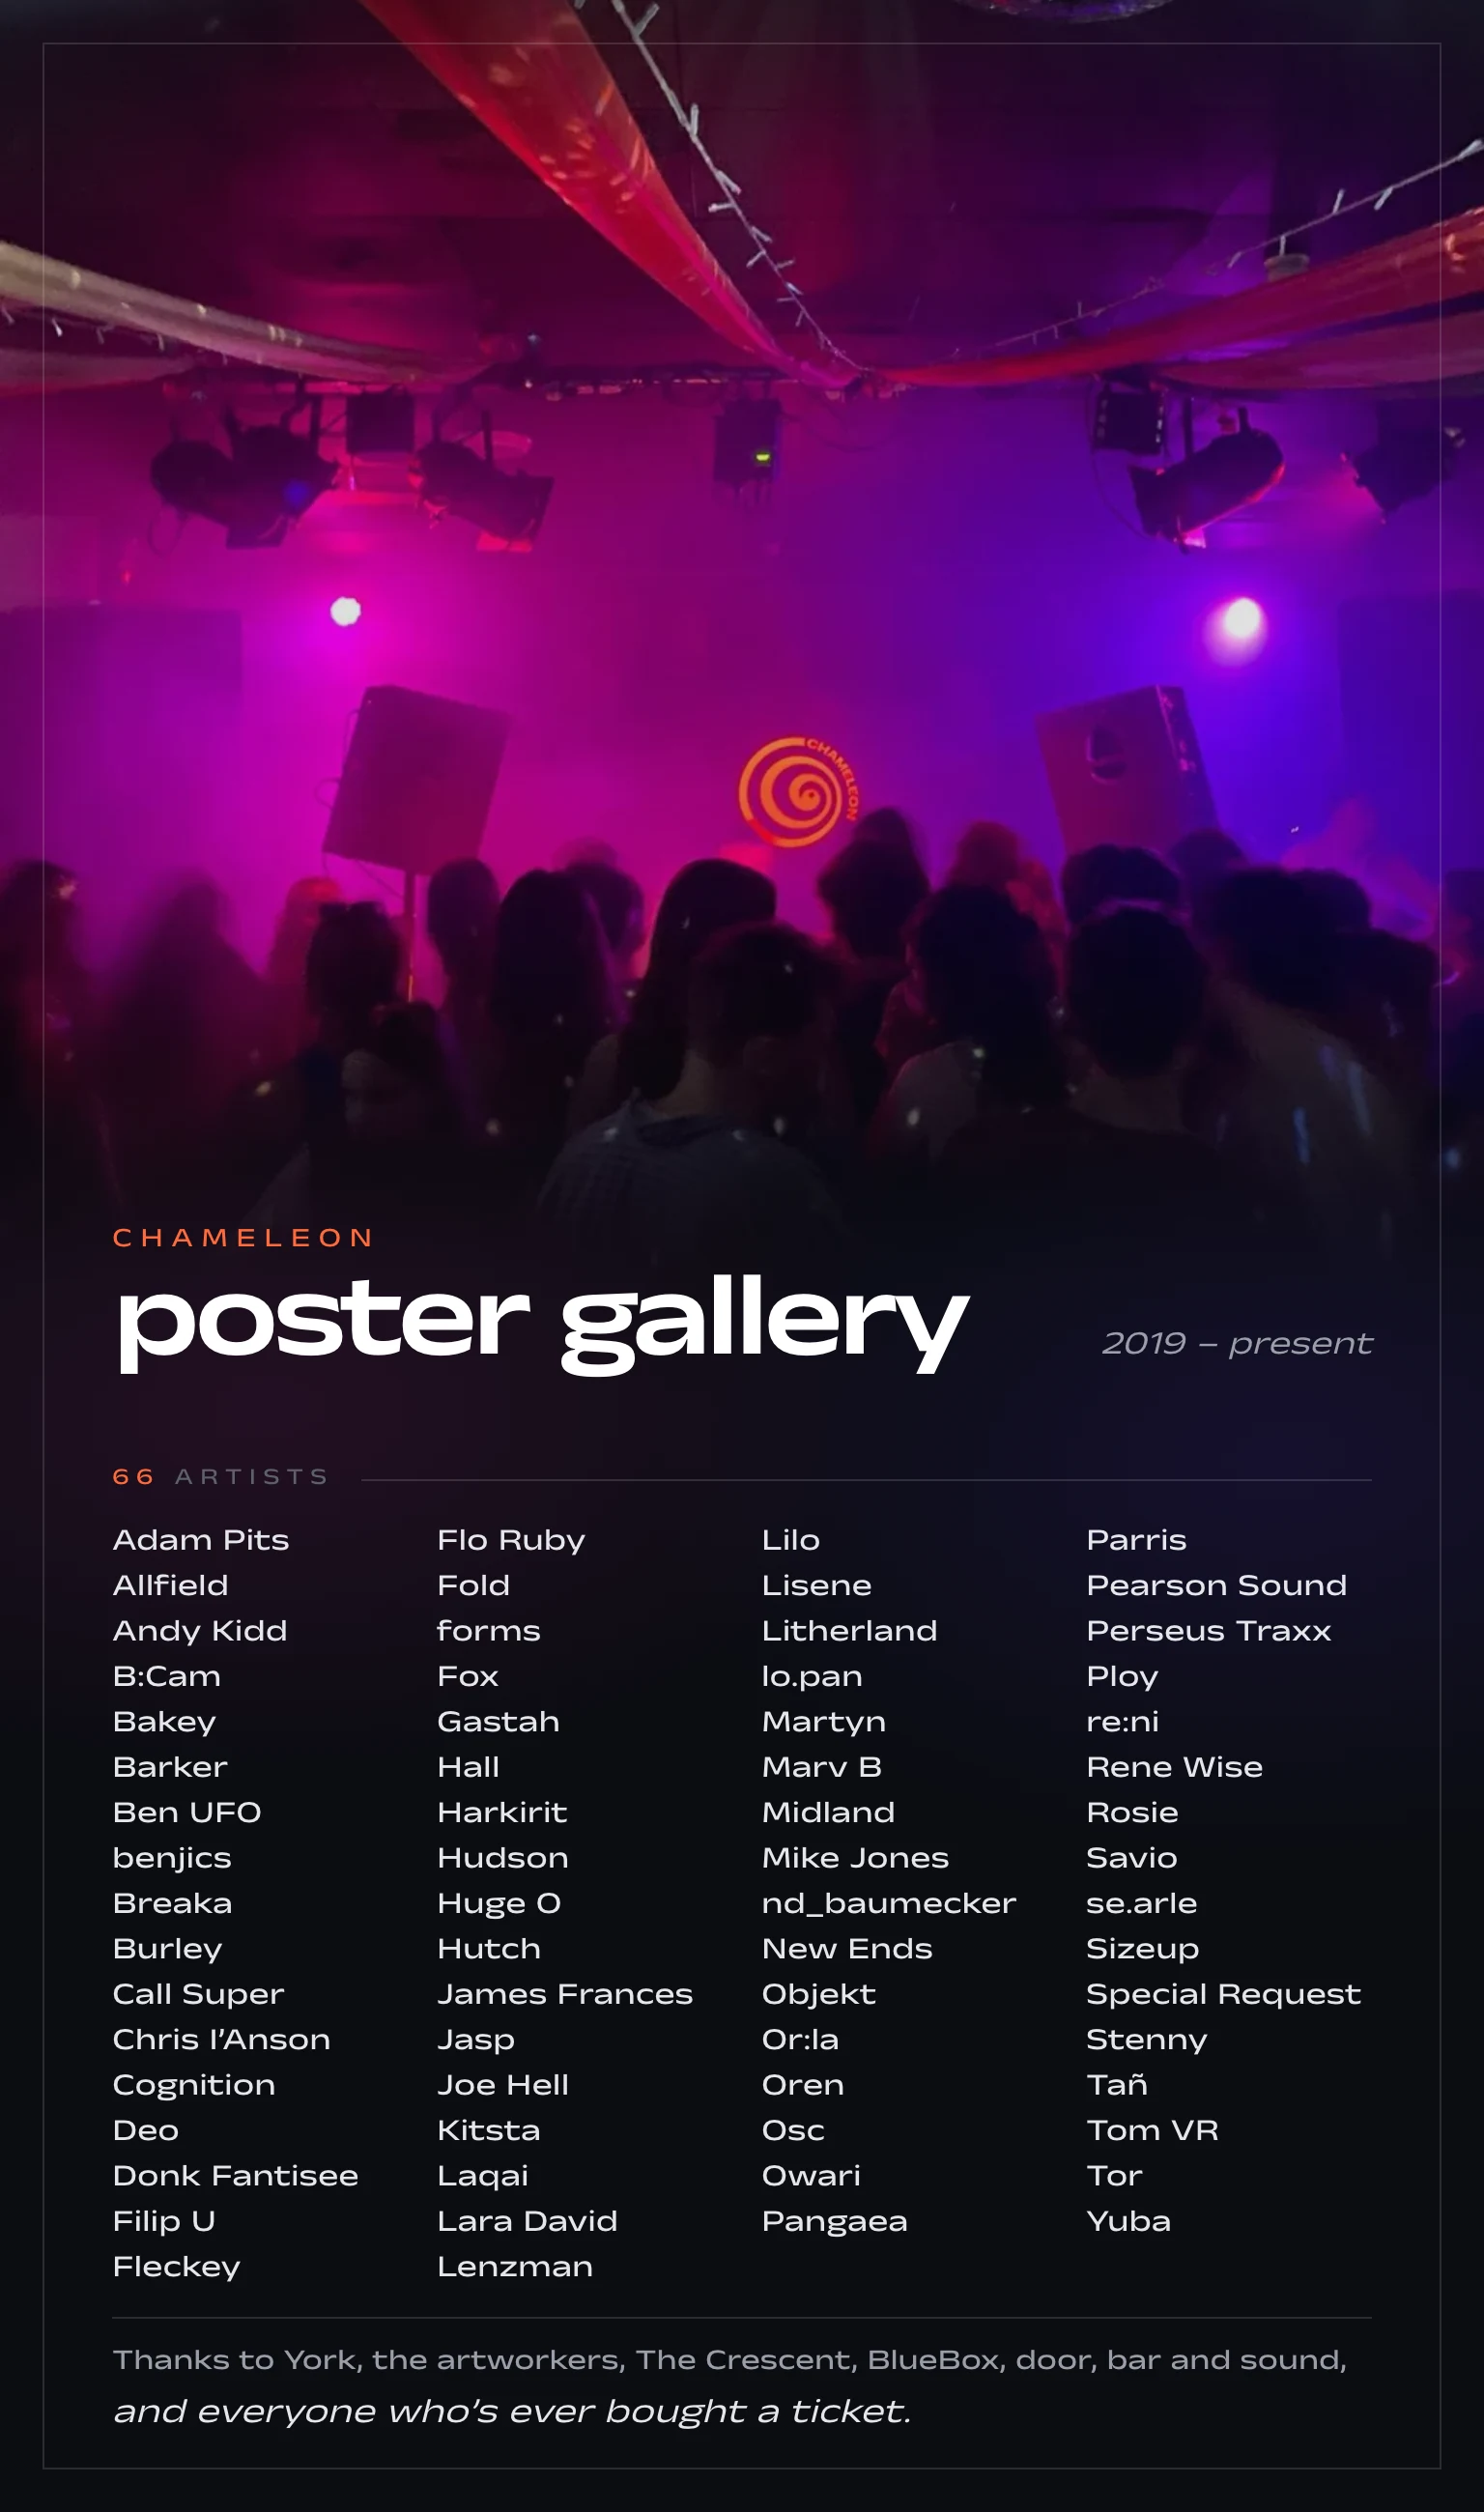 CHAMELEON
CHAMELEON
poster gallery
2019 – present
66 ARTISTS
Adam Pits
Allfield
Andy Kidd
B:Cam
Bakey
Barker
Ben UFO
benjics
Breaka
Burley
Call Super
Chris I’Anson
Cognition
Deo
Donk Fantisee
Filip U
Fleckey
Flo Ruby
Fold
forms
Fox
Gastah
Hall
Harkirit
Hudson
Huge O
Hutch
James Frances
Jasp
Joe Hell
Kitsta
Laqai
Lara David
Lenzman
Lilo
Lisene
Litherland
lo.pan
Martyn
Marv B
Midland
Mike Jones
nd_baumecker
New Ends
Objekt
Or:la
Oren
Osc
Owari
Pangaea
Parris
Pearson Sound
Perseus Traxx
Ploy
re:ni
Rene Wise
Rosie
Savio
se.arle
Sizeup
Special Request
Stenny
Tañ
Tom VR
Tor
Yuba
Thanks to York, the artworkers, The Crescent, BlueBox, door, bar and sound,
and everyone who’s ever bought a ticket.